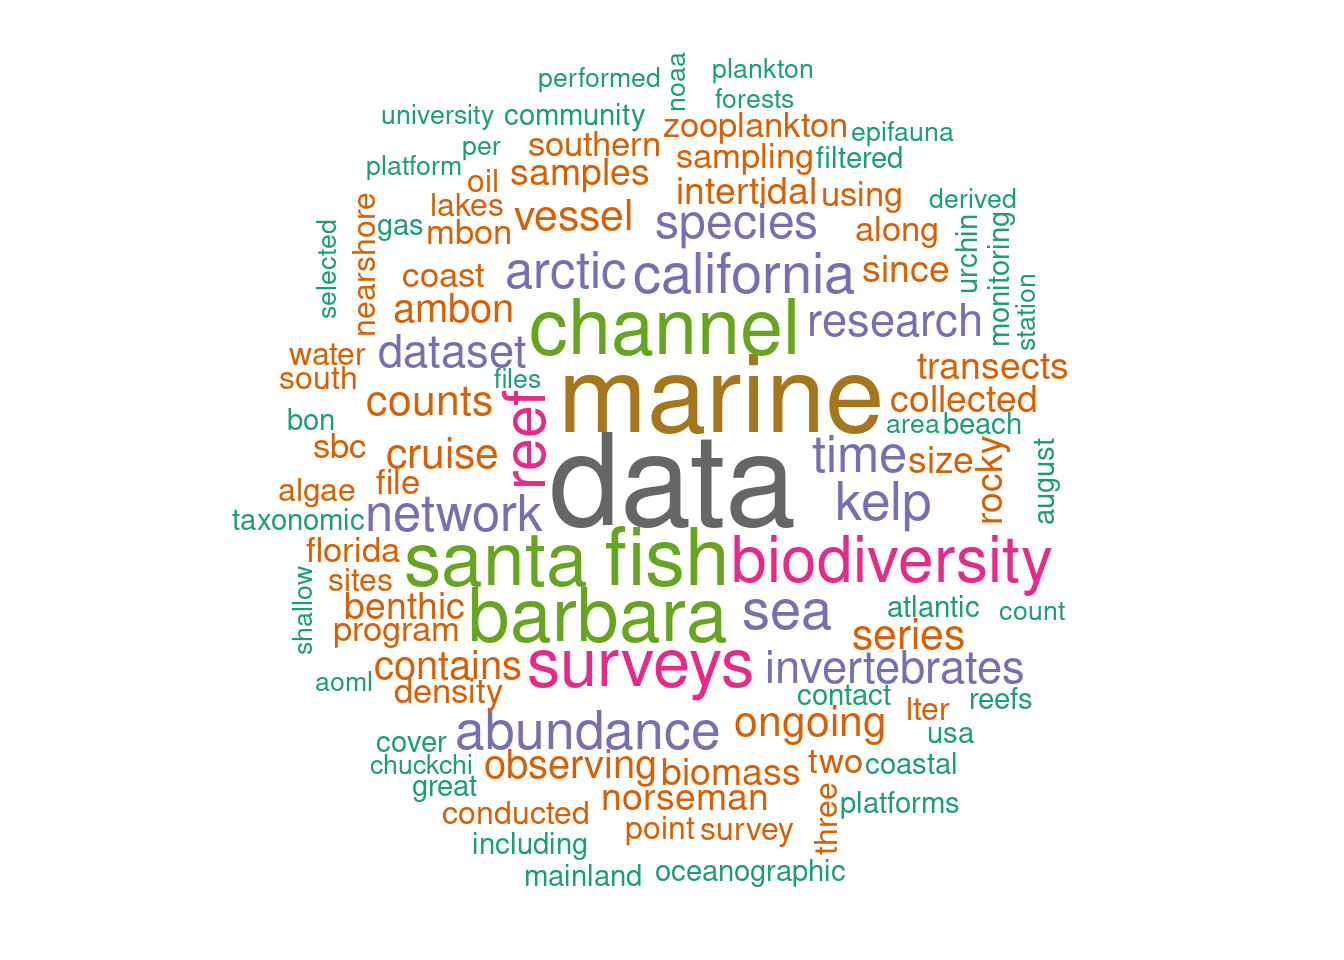 performed
noaa
plankton
forests
university
community
zooplankton
epifauna
per
southern
sampling
filtered
platform
oil
samples
intertidal
using
derived
lakes
vessel
species
along
gas
mbon
selected
nearshore
urchin
monitoring
station
coast
arctic
california
since
ambon
channel
research
water
dataset
south
files
marine
transects
counts
reef
collected
bon
area
beach
sbc
cruise
data
time
size
rocky
august
algae
file
kelp
taxonomic
network
florida
santa
fish
biodiversity
sites
shallow
benthic
barbara
sea
atlantic
count
program
series
contains
surveys
invertebrates
aoml
density
contact
lter
reefs
cover
abundance
ongoing
usa
chuckchi
observing
biomass
two
coastal
great
norseman
three
platforms
conducted
point
survey
including
mainland
oceanographic